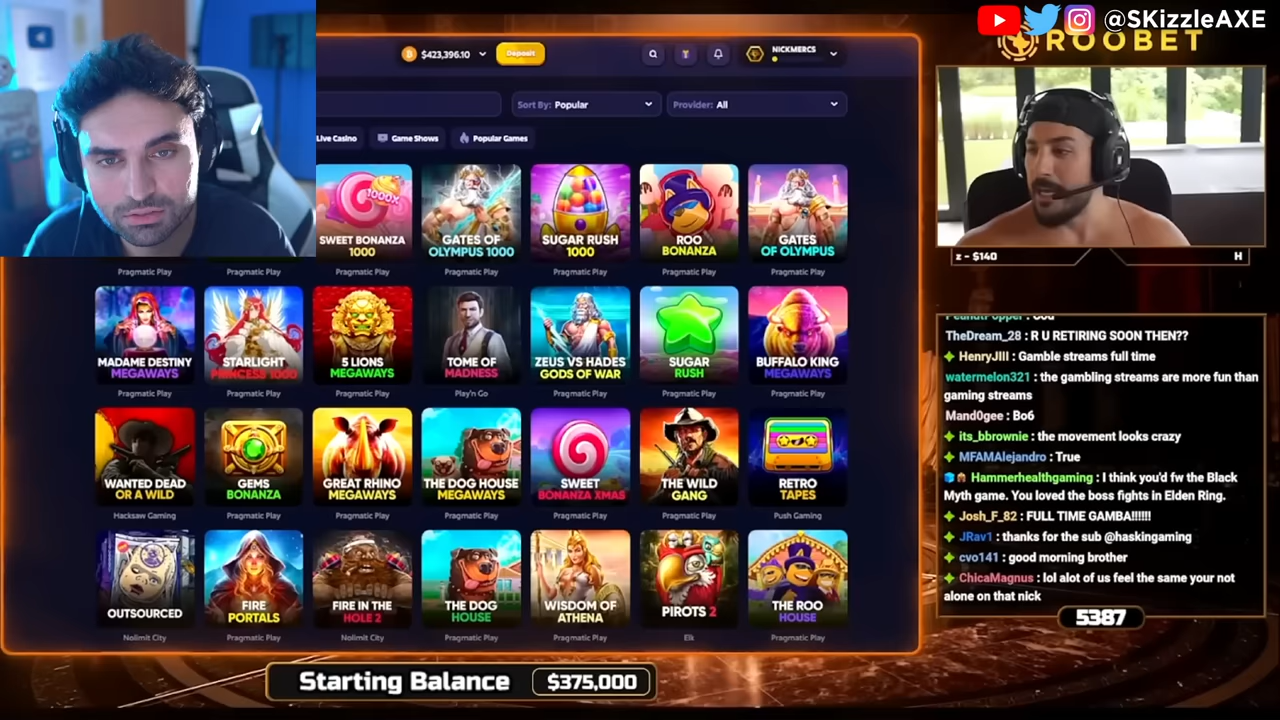 @SKizzleAXE
ROOBET
$423,396.10
Deposit
NICKMERCS
Sort By: Popular
Provider: All
Live Casino
Game Shows
Popular Games
1000X
SWEET BONANZA
1000
GATES OF
OLYMPUS 1000
SUGAR RUSH
1000
ROO
BONANZA
GATES
OF OLYMPUS
Pragmatic Play
Pragmatic Play
Pragmatic Play
Pragmatic Play
Pragmatic Play
Pragmatic Play
Pragmatic Play
MADAME DESTINY
MEGAWAYS
STARLIGHT
PRINCESS 1000
5 LIONS
MEGAWAYS
TOME OF
MADNESS
ZEUS VS HADES
GODS OF WAR
SUGAR
RUSH
BUFFALO KING
MEGAWAYS
Pragmatic Play
Pragmatic Play
Pragmatic Play
Play'n Go
Pragmatic Play
Pragmatic Play
Pragmatic Play
WANTED DEAD
OR A WILD
GEMS
BONANZA
GREAT RHINO
MEGAWAYS
THE DOG HOUSE
MEGAWAYS
SWEET
BONANZA XMAS
THE WILD
GANG
RETRO
TAPES
Hacksaw Gaming
Pragmatic Play
Pragmatic Play
Pragmatic Play
Pragmatic Play
Pragmatic Play
Push Gaming
OUTSOURCED
FIRE
PORTALS
FIRE IN THE
HOLE 2
THE DOG
HOUSE
WISDOM OF
ATHENA
PIROTS 2
THE ROO
HOUSE
Nolimit City
Pragmatic Play
Nolimit City
Pragmatic Play
Pragmatic Play
Elk
Pragmatic Play
Starting Balance $375,000
z - $140
H
TheDream_28 : R U RETIRING SOON THEN??
HenryJIII : Gamble streams full time
watermelon321 : the gambling streams are more fun than
gaming streams
Mand0gee : Bo6
its_bbrownie : the movement looks crazy
MFAMAlejandro : True
Hammerhealthgaming : I think you'd fw the Black
Myth game. You loved the boss fights in Elden Ring.
Josh_F_82 : FULL TIME GAMBA!!!!!!
JRav1 : thanks for the sub @haskingaming
cvo141 : good morning brother
ChicaMagnus : lol alot of us feel the same your not
alone on that nick
5387